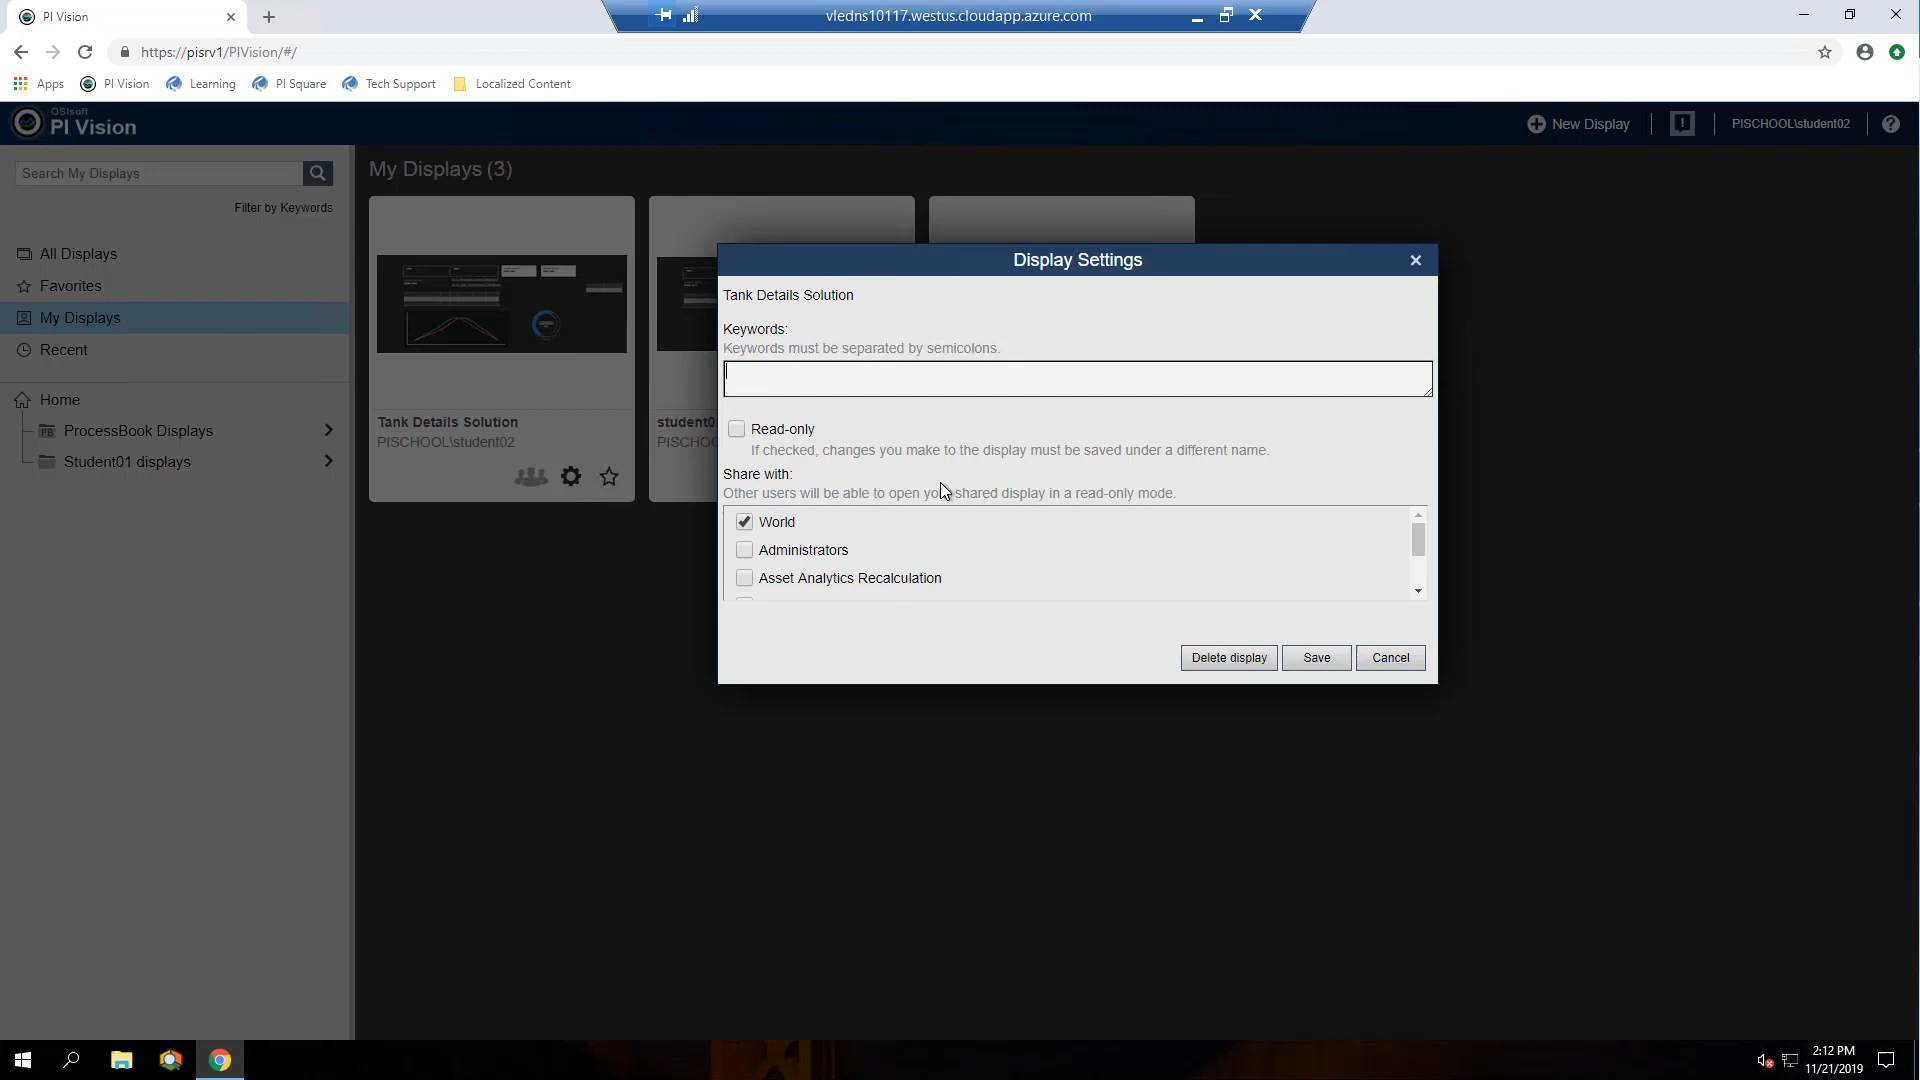 PI Vision
vledns10117.westus.cloudapp.azure.com
https://pisrv1/PIVision/#/
Apps
PI Vision
Learning
PI Square
Tech Support
Localized Content
OSIsoft
PI Vision
New Display
PISCHOOL\student02
Search My Displays
Filter by Keywords
All Displays
Favorites
My Displays
Recent
Home
PB
ProcessBook Displays
Student01 displays
My Displays (3)
Tank Details Solution
PISCHOOL\student02
Display Settings
Tank Details Solution
Keywords:
Keywords must be separated by semicolons.
Read-only
If checked, changes you make to the display must be saved under a different name.
Share with:
Other users will be able to open your shared display in a read-only mode.
World
Administrators
Asset Analytics Recalculation
Delete display
Save
Cancel
2:12 PM
11/21/2019